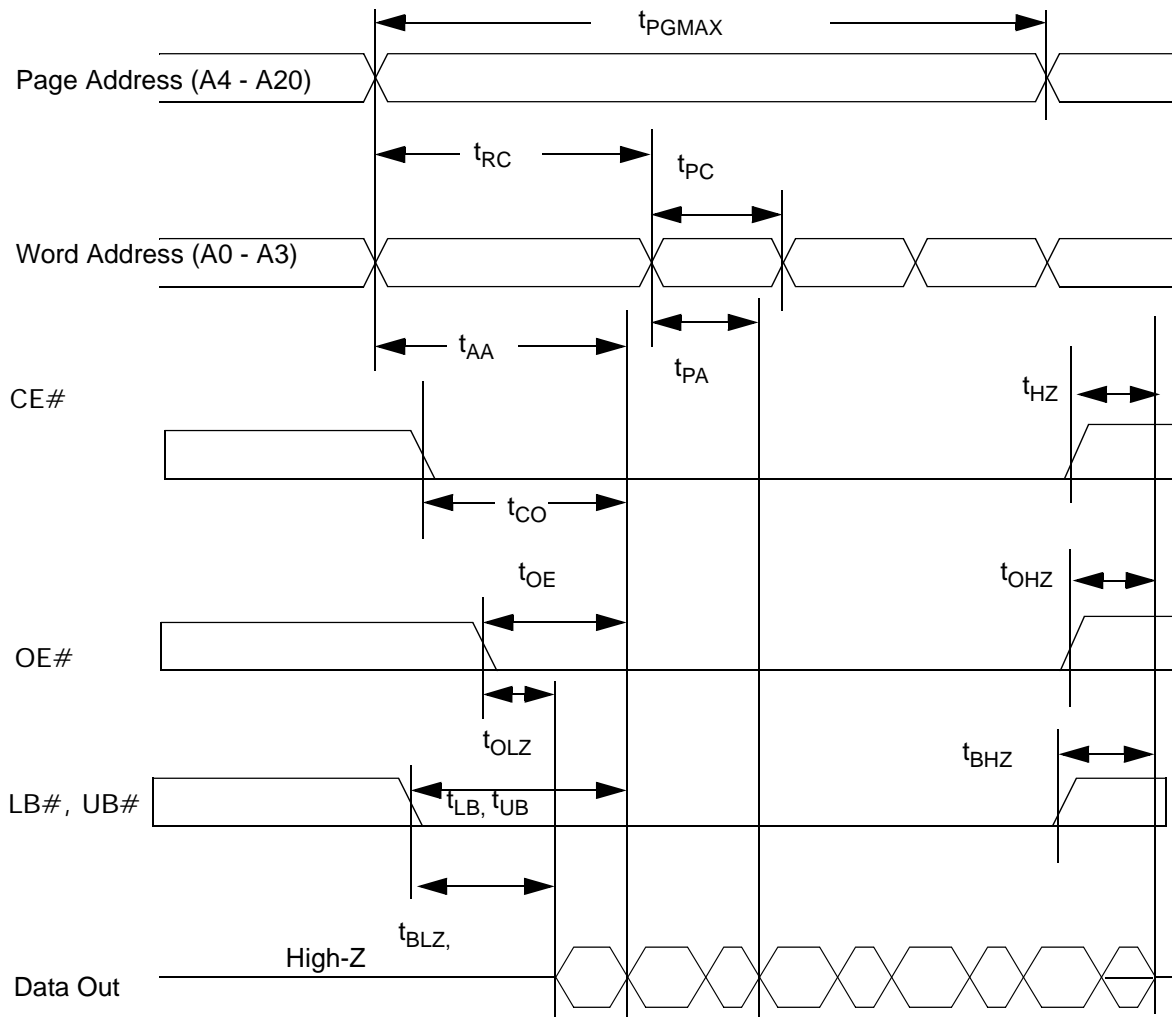 tPGMAX
Page Address (A4 - A20)
tRC
tPC
Word Address (A0 - A3)
tAA
tPA
tHZ
CE#
tCO
tOE
tOHZ
OE#
tOLZ
tBHZ
LB#, UB#
tLB, tUB
tBLZ,
High-Z
Data Out